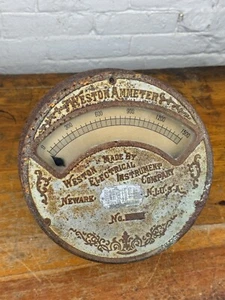 WESTON AMMETER
MADE BY
WESTON ELECTRICAL
INSTRUMENT
COMPANY
NEWARK, N.J., U.S.A.
No.